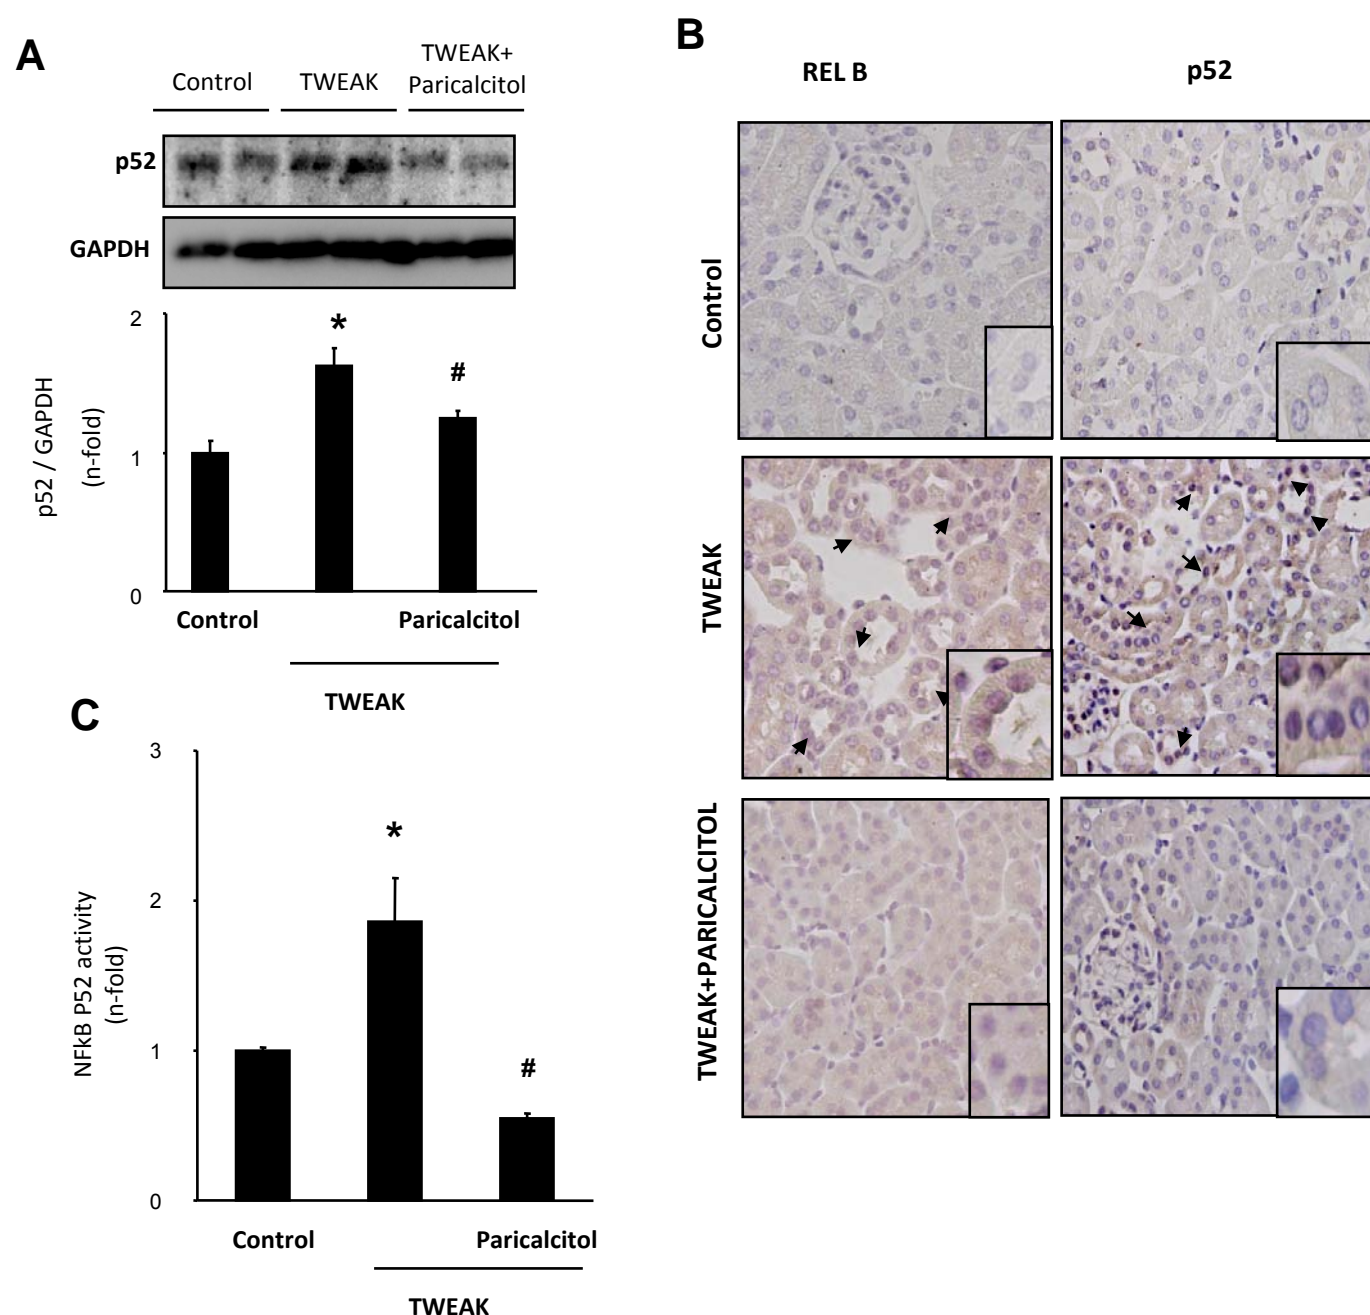 A
Control
TWEAK
TWEAK+
Paricalcitol
p52
GAPDH
2
*
#
1
0
p52 / GAPDH
(n-fold)
Control
Paricalcitol
TWEAK
B
REL B
p52
Control
TWEAK
TWEAK+PARICALCITOL
C
3
*
2
#
1
0
NFkB P52 activity
(n-fold)
Control
Paricalcitol
TWEAK